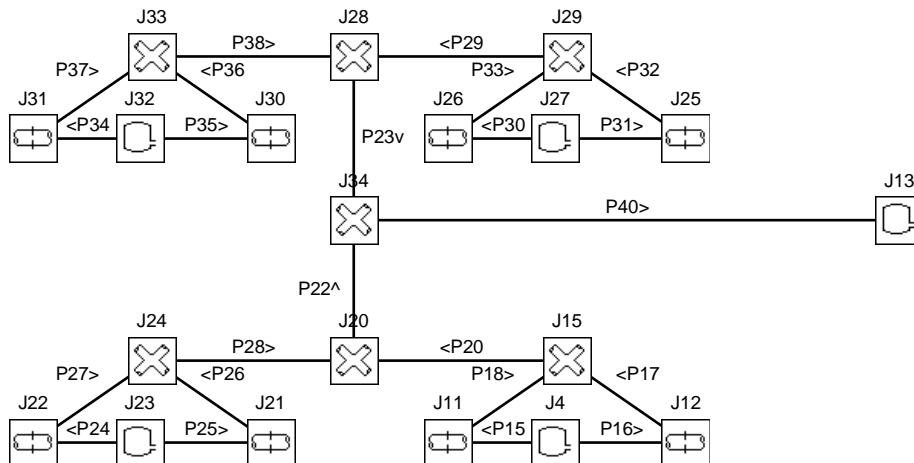 J33 J28 J29
P38> <P29
P37> <P36 P33> <P32
J31 J32 J30 J26 J27 J25
<P34 P35> <P30 P31>
P23v
J34 J13
P40>
P22^
J24 J20 J15
P28> <P20
P27> <P26 P18> <P17
J22 J23 J21 J11 J4 J12
<P24 P25> <P15 P16>